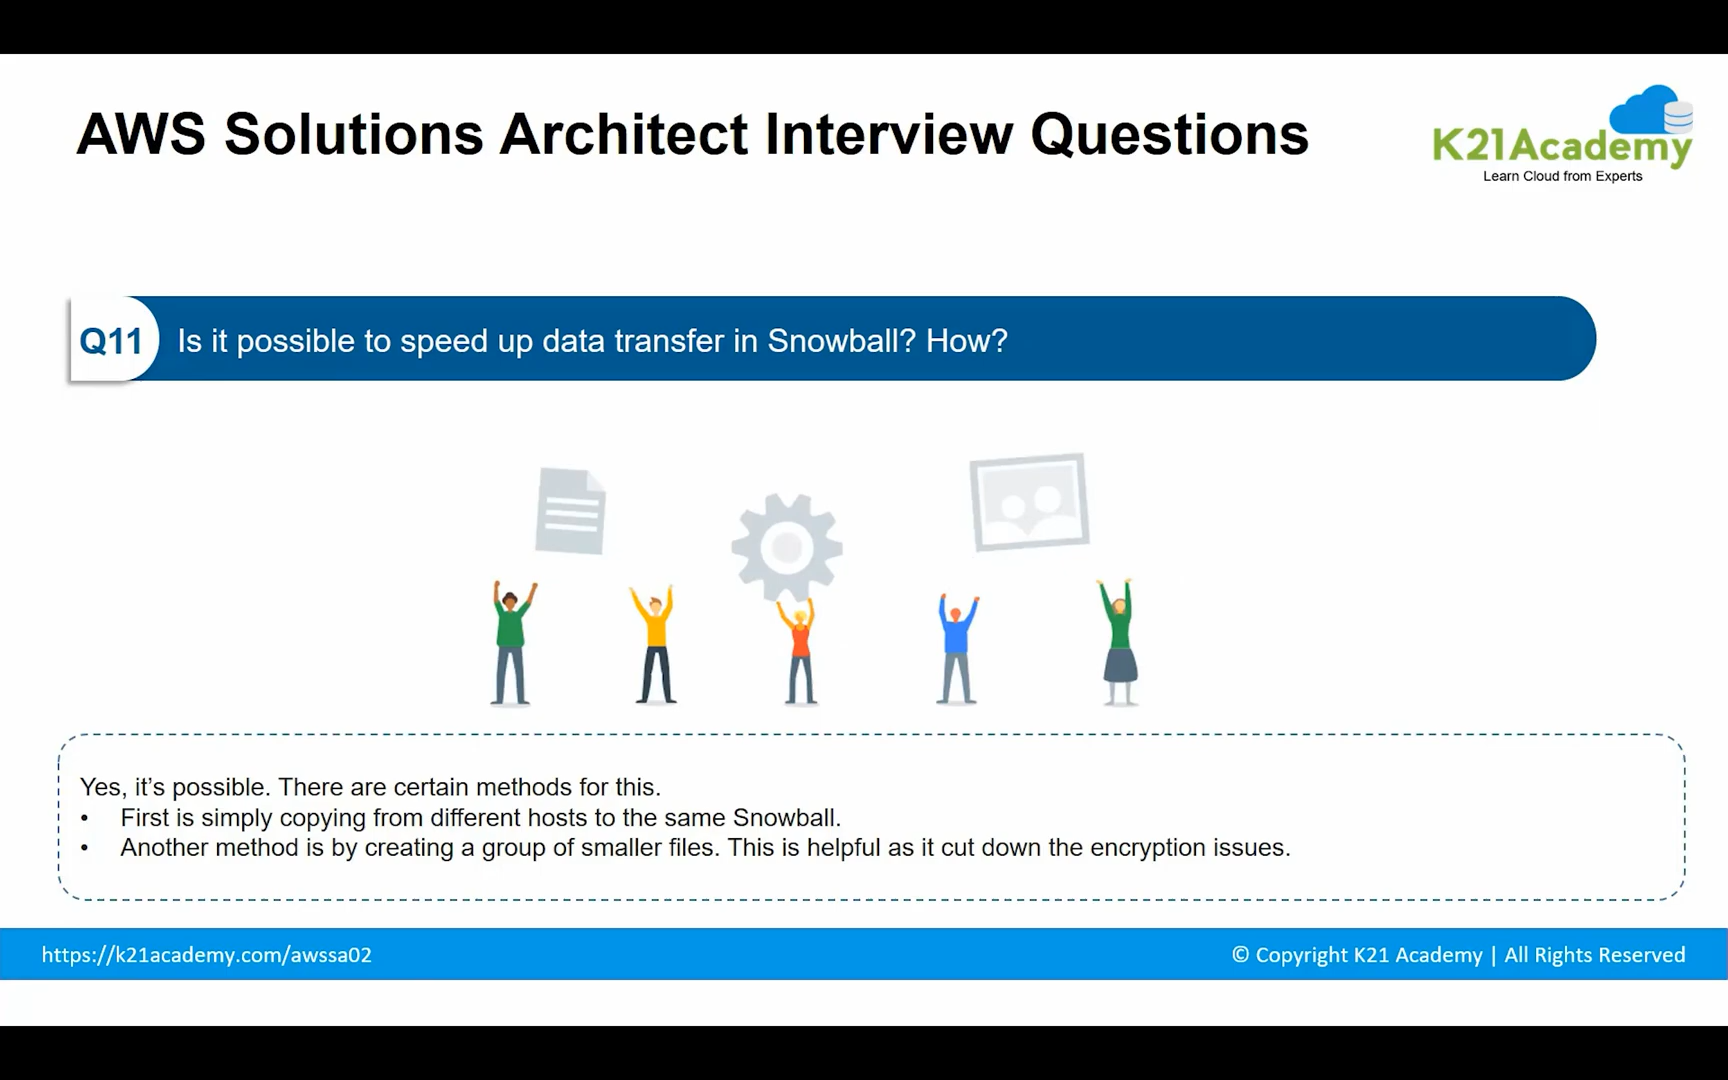 AWS Solutions Architect Interview Questions
K21Academy
Learn Cloud from Experts
Q11 Is it possible to speed up data transfer in Snowball? How?
Yes, it’s possible. There are certain methods for this.
• First is simply copying from different hosts to the same Snowball.
• Another method is by creating a group of smaller files. This is helpful as it cut down the encryption issues.
https://k21academy.com/awssa02
© Copyright K21 Academy | All Rights Reserved